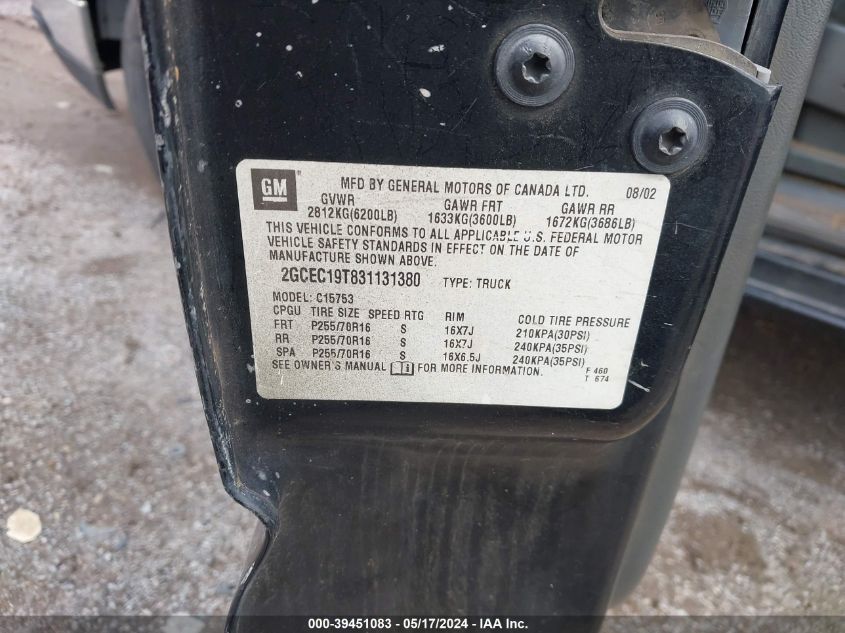 GM ® MFD BY GENERAL MOTORS OF CANADA LTD. 08/02
GVWR GAWR FRT GAWR RR
2812KG(6200LB) 1633KG(3600LB) 1672KG(3686LB)
THIS VEHICLE CONFORMS TO ALL APPLICABLE U.S. FEDERAL MOTOR
VEHICLE SAFETY STANDARDS IN EFFECT ON THE DATE OF
MANUFACTURE SHOWN ABOVE.
2GCEC19T831131380 TYPE: TRUCK
MODEL: C15753
CPGU TIRE SIZE SPEED RTG RIM COLD TIRE PRESSURE
FRT P255/70R16 S 16X7J 210KPA(30PSI)
RR P255/70R16 S 16X7J 240KPA(35PSI)
SPA P255/70R16 S 16X6.5J 240KPA(35PSI)
SEE OWNER'S MANUAL FOR MORE INFORMATION.
F 460
T 674
000-39451083 - 05/17/2024 - IAA Inc.